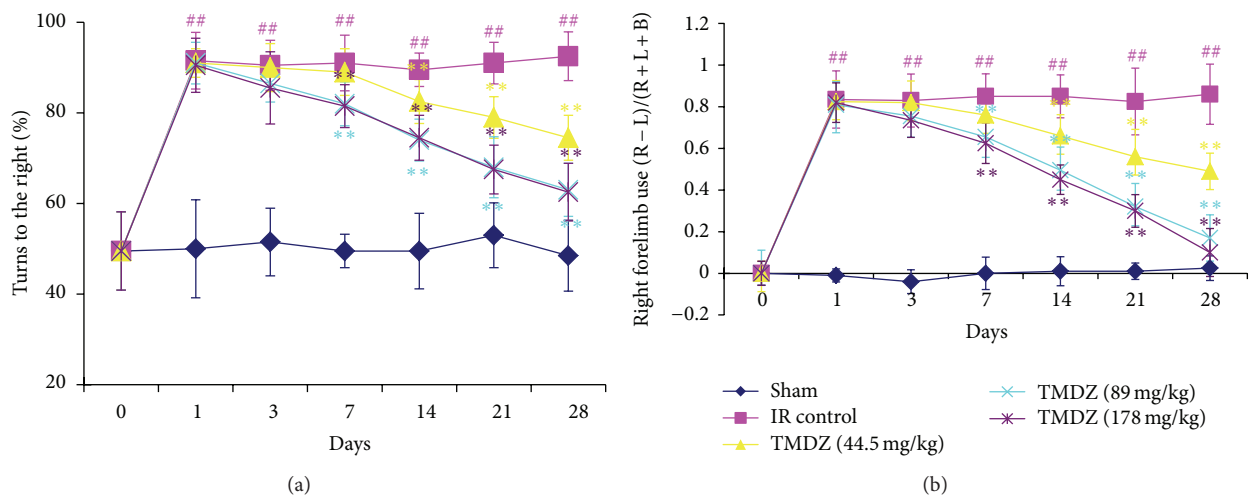 100
80
60
40
20
Turns to the right (%)
## ## ## ## ## ##
** ** ** **
** ** ** **
** ** ** **
0 1 3 7 14 21 28
Days
(a)
1.2
1
0.8
0.6
0.4
0.2
0
−0.2
Right forelimb use (R − L)/(R + L + B)
## ## ## ## ## ##
** ** **
** ** ** **
** ** ** **
0 1 3 7 14 21 28
Days
Sham
IR control
TMDZ (44.5 mg/kg)
TMDZ (89 mg/kg)
TMDZ (178 mg/kg)
(b)